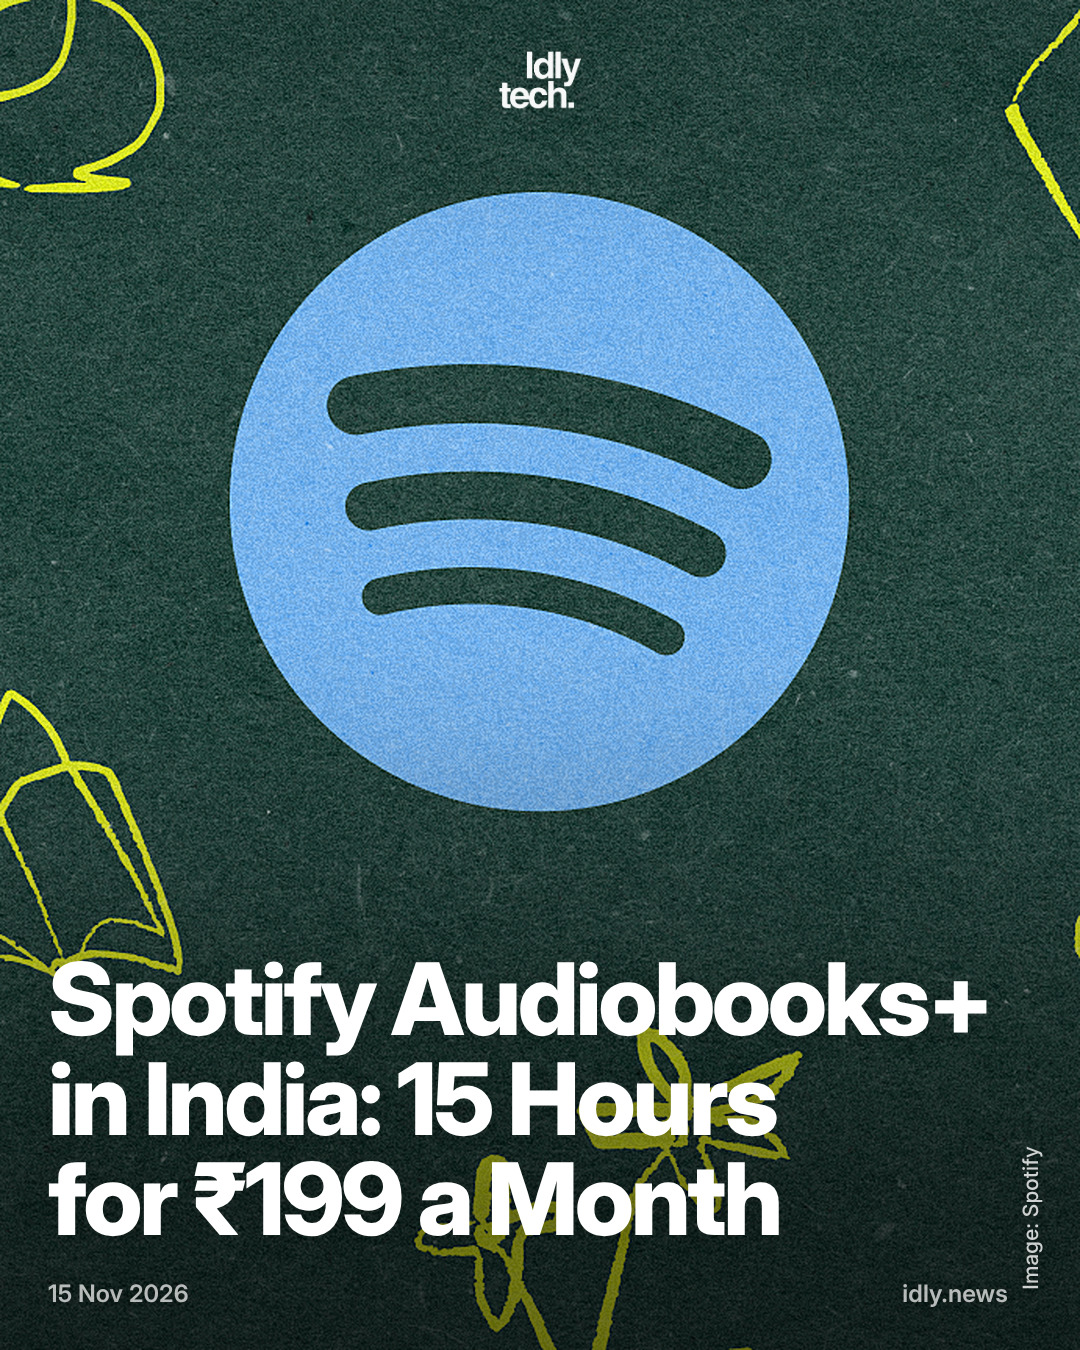 Idly
tech.
Spotify Audiobooks+
in India: 15 Hours
for ₹199 a Month
Image: Spotify
15 Nov 2026
idly.news